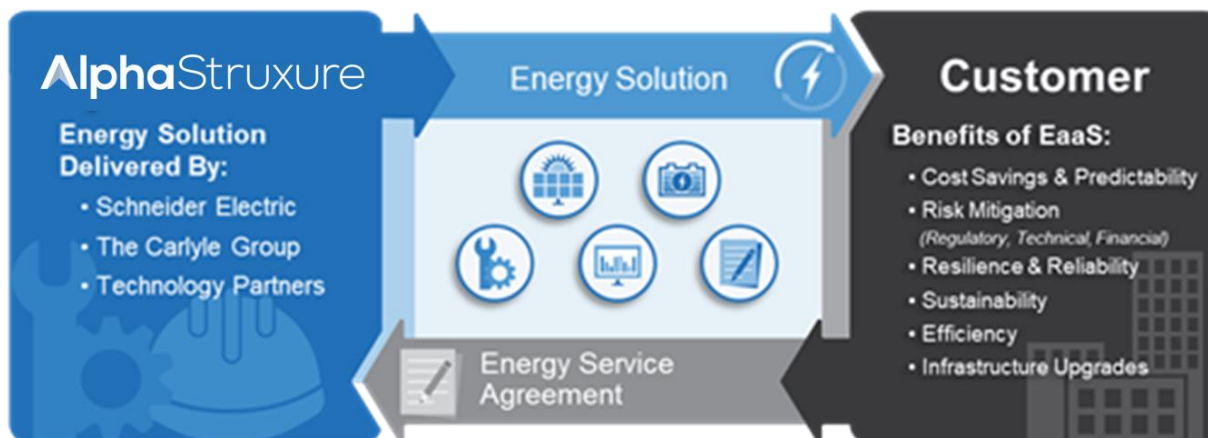 AlphaStruxure
Energy Solution
Delivered By:
• Schneider Electric
• The Carlyle Group
• Technology Partners
Energy Solution
Energy Service
Agreement
Customer
Benefits of EaaS:
• Cost Savings & Predictability
• Risk Mitigation
(Regulatory, Technical, Financial)
• Resilience & Reliability
• Sustainability
• Efficiency
• Infrastructure Upgrades